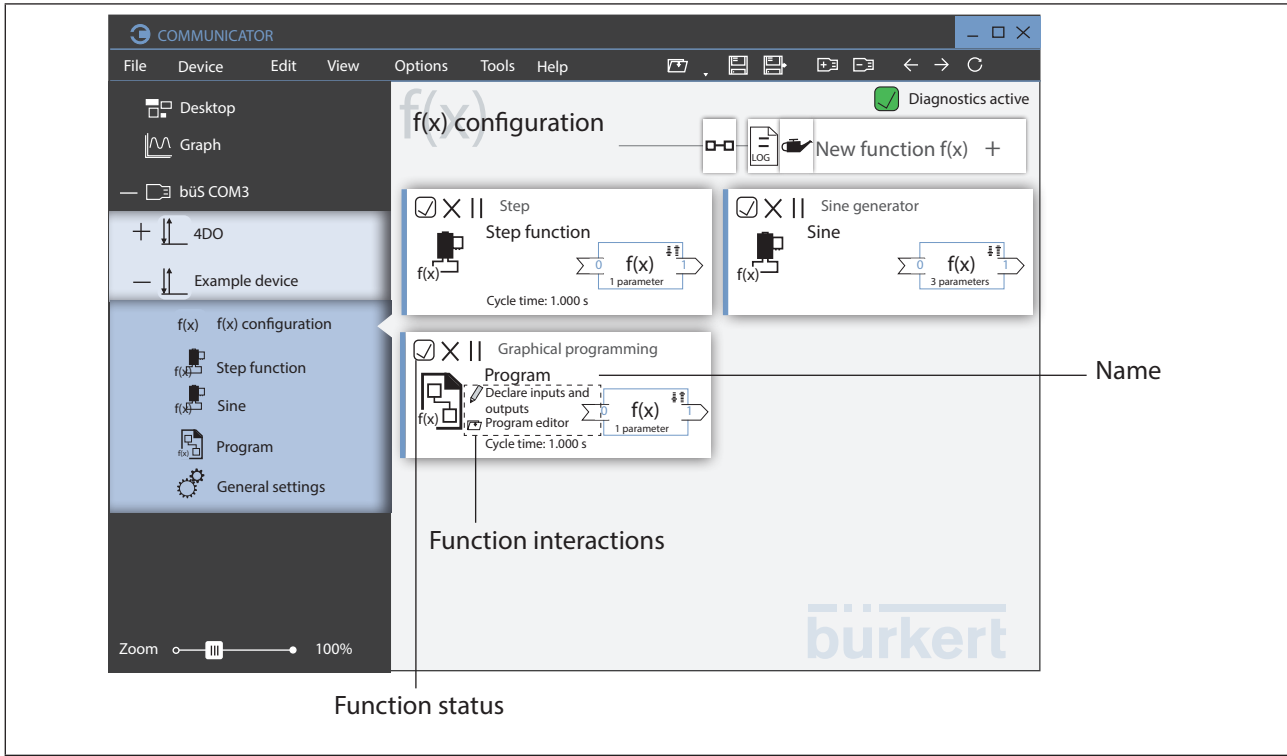 COMMUNICATOR
File Device Edit View Options Tools Help
Desktop
Graph
büS COM3
4DO
Example device
f(x) f(x) configuration
f(x) Step function
f(x) Sine
f(x) Program
General settings
Zoom 100%
f(x)
f(x) configuration
Diagnostics active
LOG
New function f(x) +
Step
Step function
f(x)
0 f(x) 1
1 parameter
Cycle time: 1.000 s
Sine generator
Sine
f(x)
0 f(x) 1
3 parameters
Graphical programming
Program
Declare inputs and
outputs
Program editor
f(x)
0 f(x) 1
1 parameter
Cycle time: 1.000 s
Name
Function interactions
Function status
bürkert